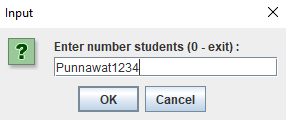 Input
Enter number students (0 - exit) :
Punnawat1234
OK
Cancel